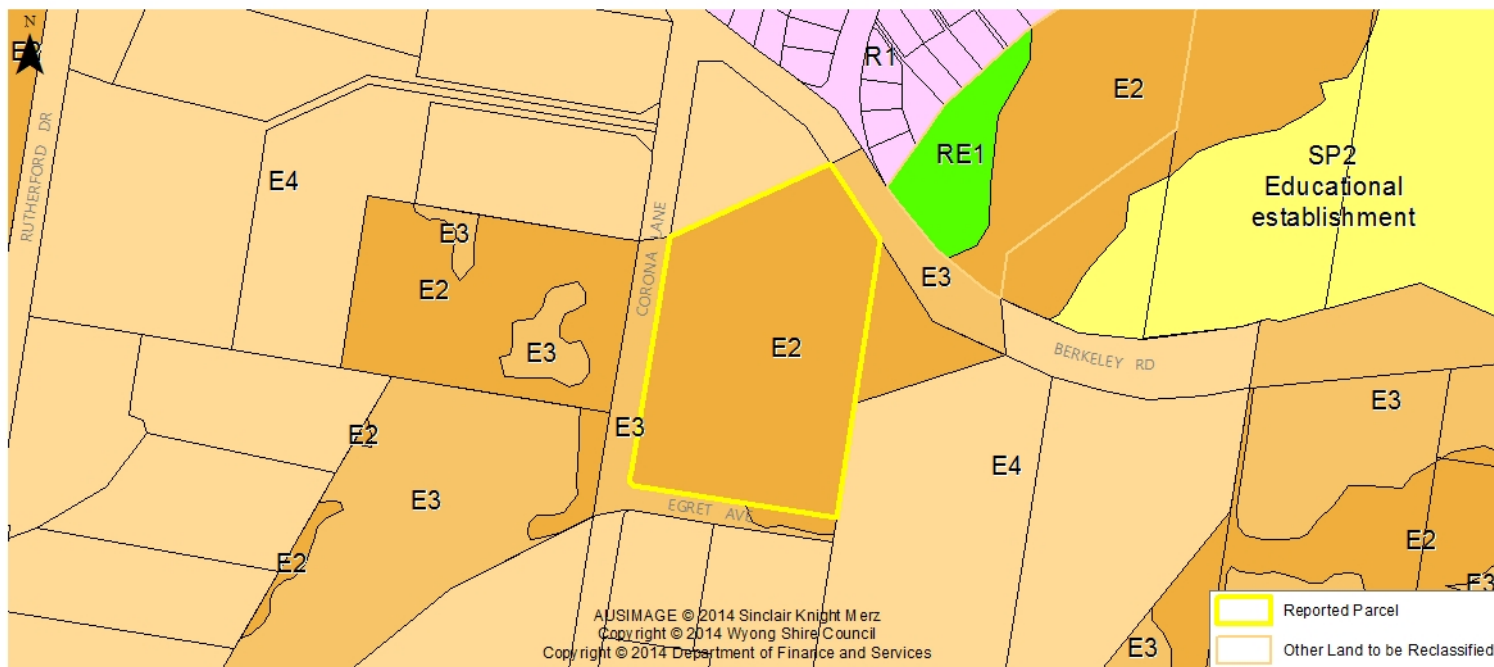 N
E2
R1
E2
RE1
SP2
Educational
establishment
RUTHERFORD DR
E4
CORONA LANE
E3
E2
E3
E3
E2
BERKELEY RD
E3
E3
E2
E4
E3
EGRET AVE
E2
E2
E3
E3
AUSIMAGE © 2014 Sinclair Knight Merz
Copyright © 2014 Wyong Shire Council
Copyright © 2014 Department of Finance and Services
Reported Parcel
Other Land to be Reclassified